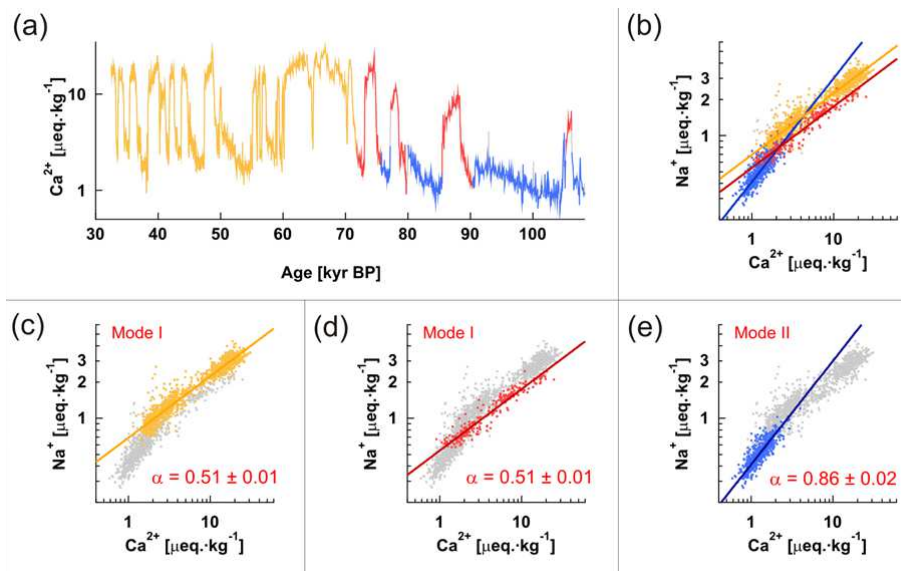 (a)
Ca²⁺ [μeq.·kg⁻¹]
10
1
30 40 50 60 70 80 90 100
Age [kyr BP]
(b)
Na⁺ [μeq.·kg⁻¹]
3
2
1
1 10
Ca²⁺ [μeq.·kg⁻¹]
(c)
Mode I
Na⁺ [μeq.·kg⁻¹]
3
2
1
α = 0.51 ± 0.01
1 10
Ca²⁺ [μeq.·kg⁻¹]
(d)
Mode I
Na⁺ [μeq.·kg⁻¹]
3
2
1
α = 0.51 ± 0.01
1 10
Ca²⁺ [μeq.·kg⁻¹]
(e)
Mode II
Na⁺ [μeq.·kg⁻¹]
3
2
1
α = 0.86 ± 0.02
1 10
Ca²⁺ [μeq.·kg⁻¹]